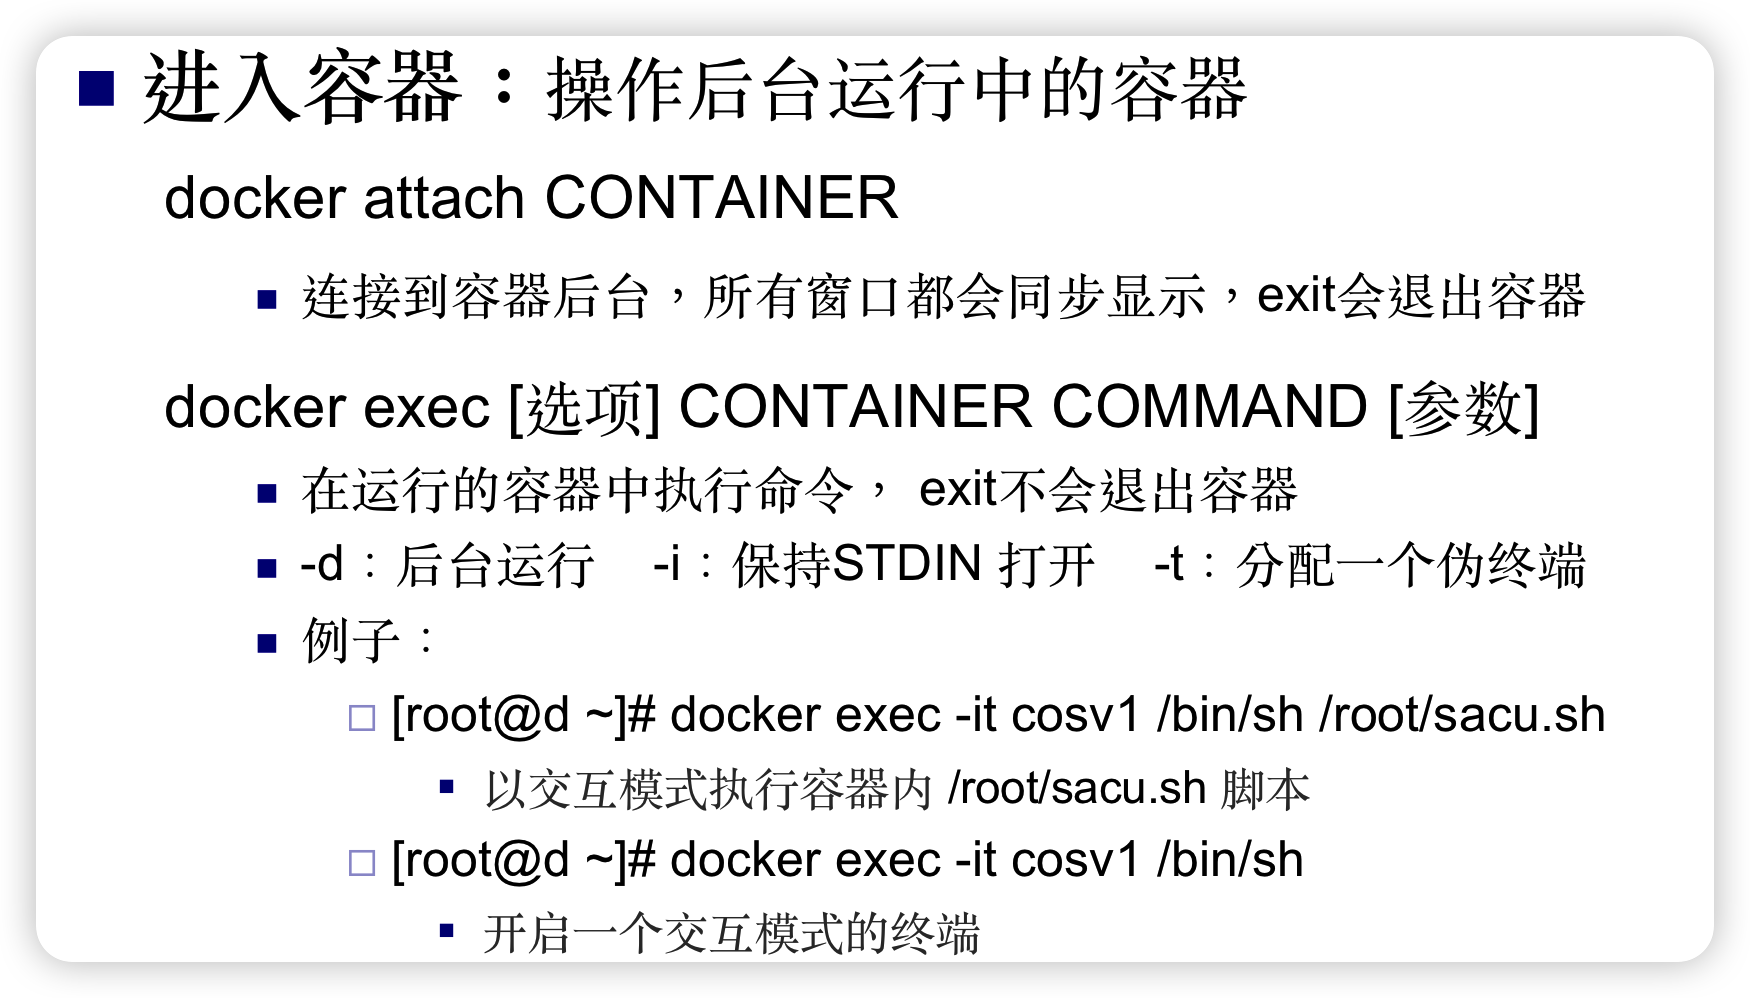 进入容器：操作后台运行中的容器
docker attach CONTAINER
连接到容器后台，所有窗口都会同步显示，exit会退出容器
docker exec [选项] CONTAINER COMMAND [参数]
在运行的容器中执行命令， exit不会退出容器
-d：后台运行 -i：保持STDIN 打开 -t：分配一个伪终端
例子：
[root@d ~]# docker exec -it cosv1 /bin/sh /root/sacu.sh
以交互模式执行容器内 /root/sacu.sh 脚本
[root@d ~]# docker exec -it cosv1 /bin/sh
开启一个交互模式的终端